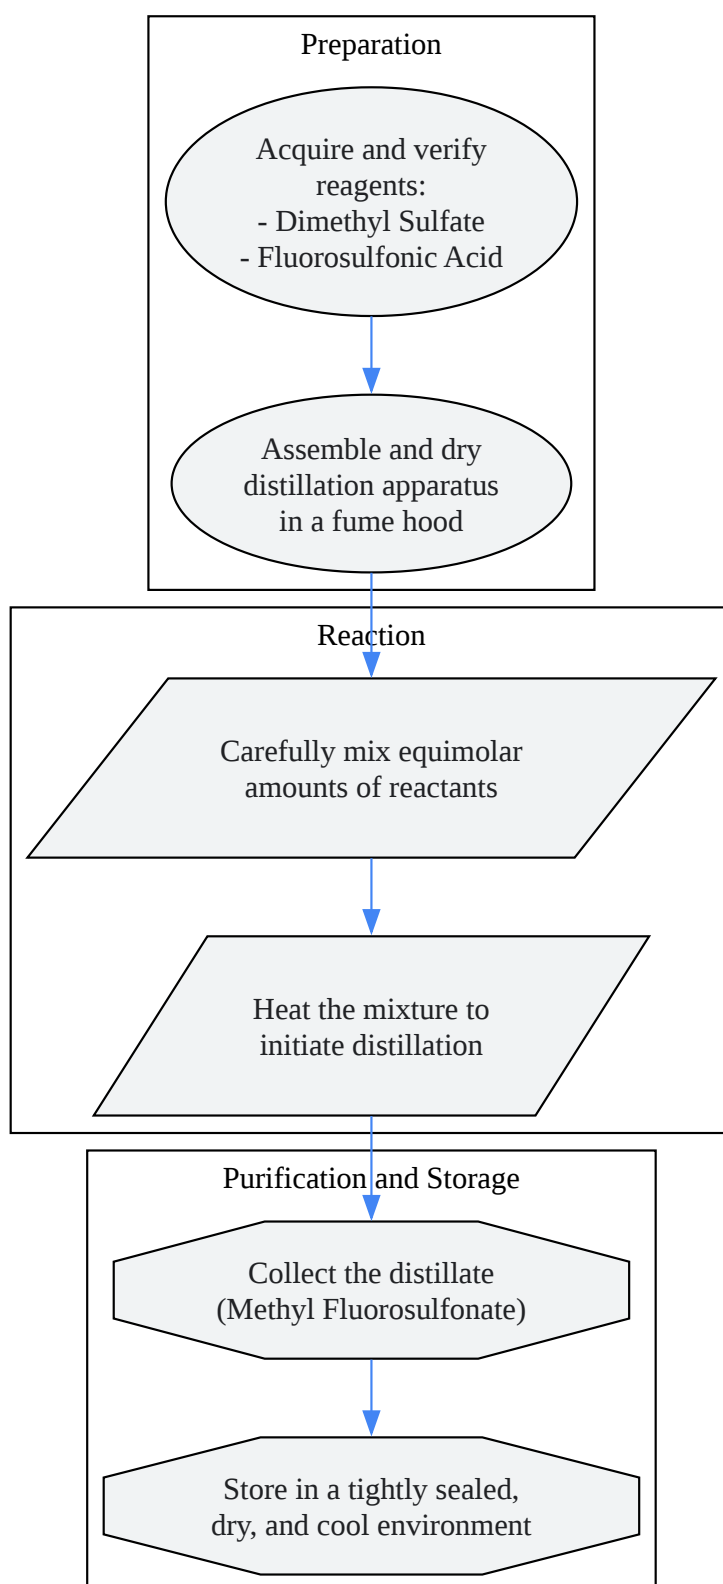 Preparation
Acquire and verify
reagents:
- Dimethyl Sulfate
- Fluorosulfonic Acid
Assemble and dry
distillation apparatus
in a fume hood
Reaction
Carefully mix equimolar
amounts of reactants
Heat the mixture to
initiate distillation
Purification and Storage
Collect the distillate
(Methyl Fluorosulfonate)
Store in a tightly sealed,
dry, and cool environment